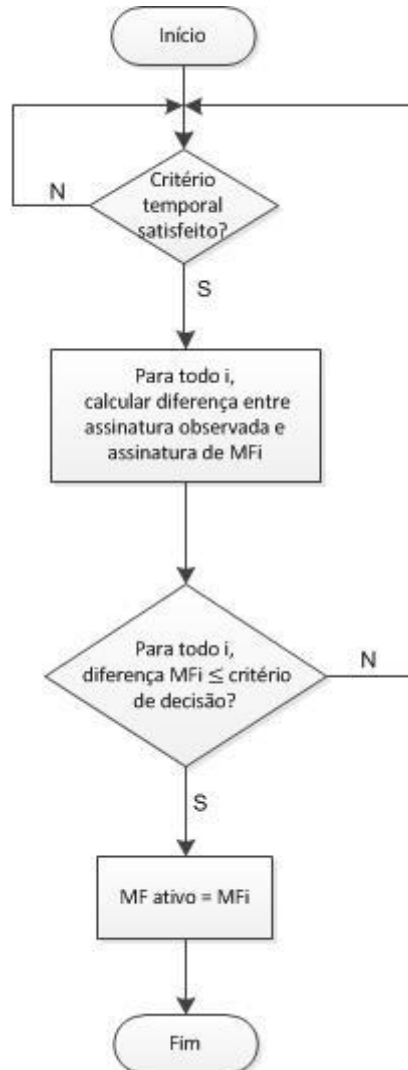 Início
Critério
temporal
satisfeito?
N
S
Para todo i,
calcular diferença entre
assinatura observada e
assinatura de MFi
Para todo i,
diferença MFi ≤ critério
de decisão?
N
S
MF ativo = MFi
Fim